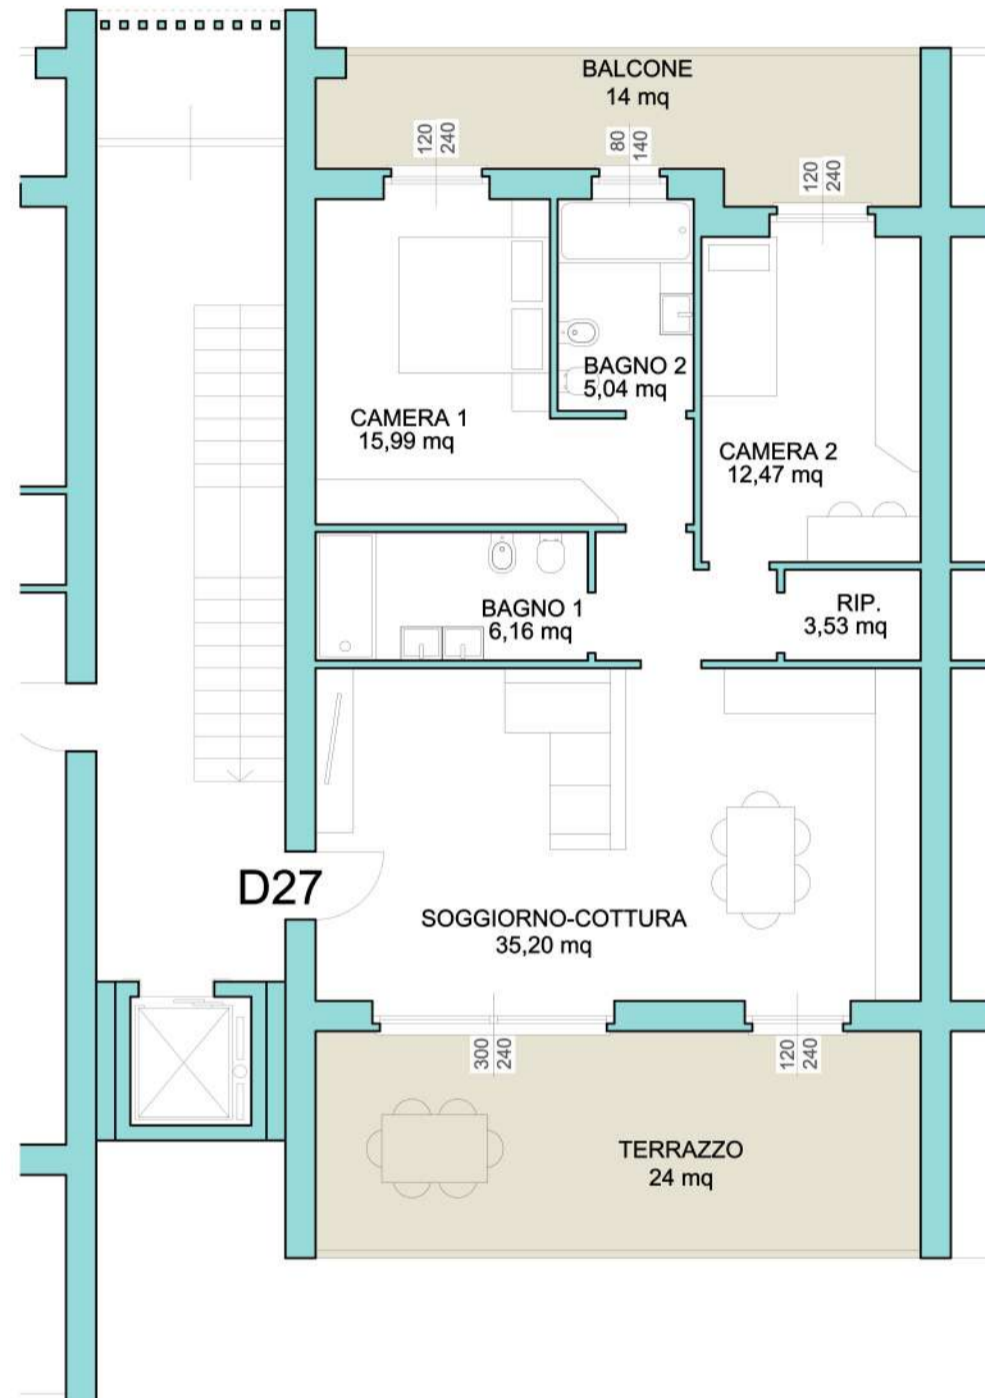 BALCONE
14 mq
120
240
80
140
120
240
BAGNO 2
5,04 mq
CAMERA 1
15,99 mq
CAMERA 2
12,47 mq
BAGNO 1
6,16 mq
RIP.
3,53 mq
D27
SOGGIORNO-COTTURA
35,20 mq
300
240
120
240
TERRAZZO
24 mq